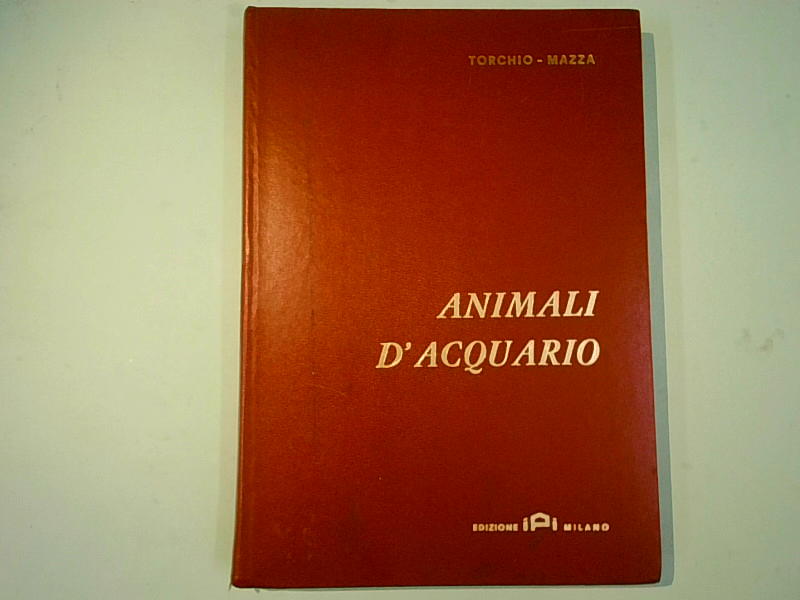 TORCHIO - MAZZA
ANIMALI
D'ACQUARIO
EDIZIONE iPi MILANO